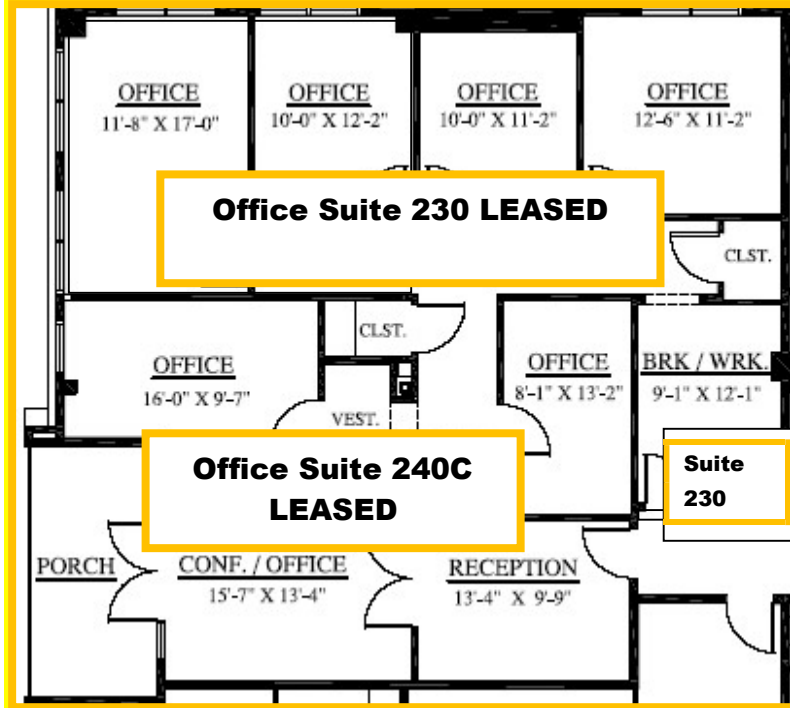 OFFICE
11'-8" X 17'-0"
OFFICE
10'-0" X 12'-2"
OFFICE
10'-0" X 11'-2"
OFFICE
12'-6" X 11'-2"
Office Suite 230 LEASED
CLST.
CLST.
OFFICE
16'-0" X 9'-7"
VEST.
OFFICE
8'-1" X 13'-2"
BRK / WRK.
9'-1" X 12'-1"
Office Suite 240C
LEASED
Suite
230
PORCH
CONF. / OFFICE
15'-7" X 13'-4"
RECEPTION
13'-4" X 9'-9"